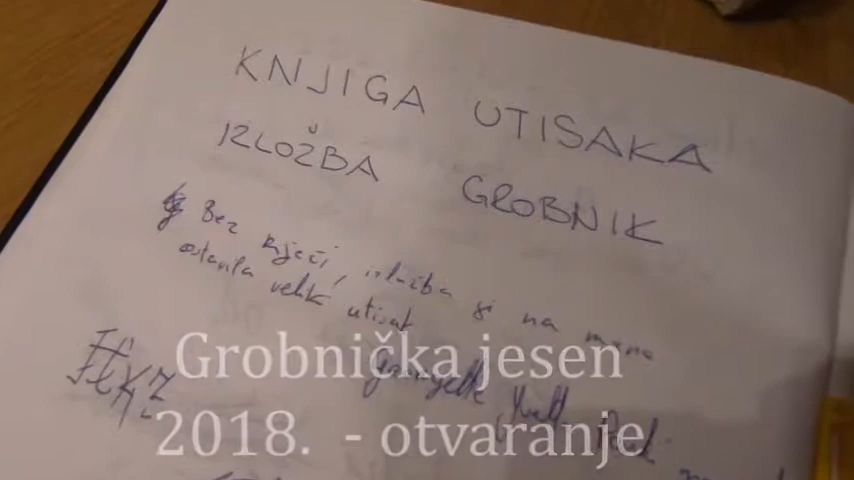 KNJIGA UTISAKA
IZLOŽBA GROBNIK
Bez riječi, izložba je na mene
ostavila veliki utisak
Grobnička jesen
2018. - otvaranje